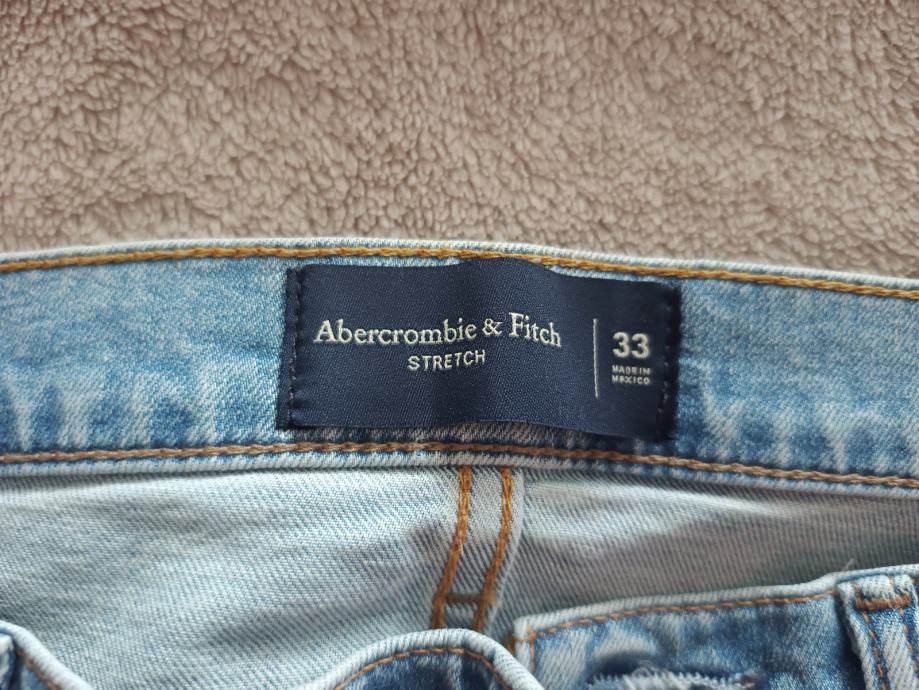 Abercrombie & Fitch
STRETCH
33
MADE IN
MEXICO